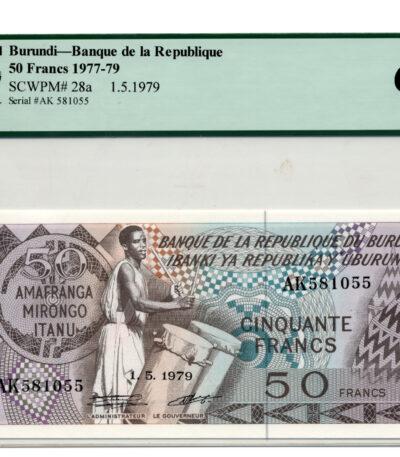 Burundi—Banque de la Republique
50 Francs 1977-79
SCWPM# 28a 1.5.1979
Serial #AK 581055
BANQUE DE LA REPUBLIQUE DU BURU
IBANKI YA REPUBLIKA Y'UBURUN
50
AK581055
AMAFRANGA
MIRONGO
ITANU
CINQUANTE
FRANCS
AK581055
1.5.1979
50 FRANCS
L'ADMINISTRATEUR LE GOUVERNEUR